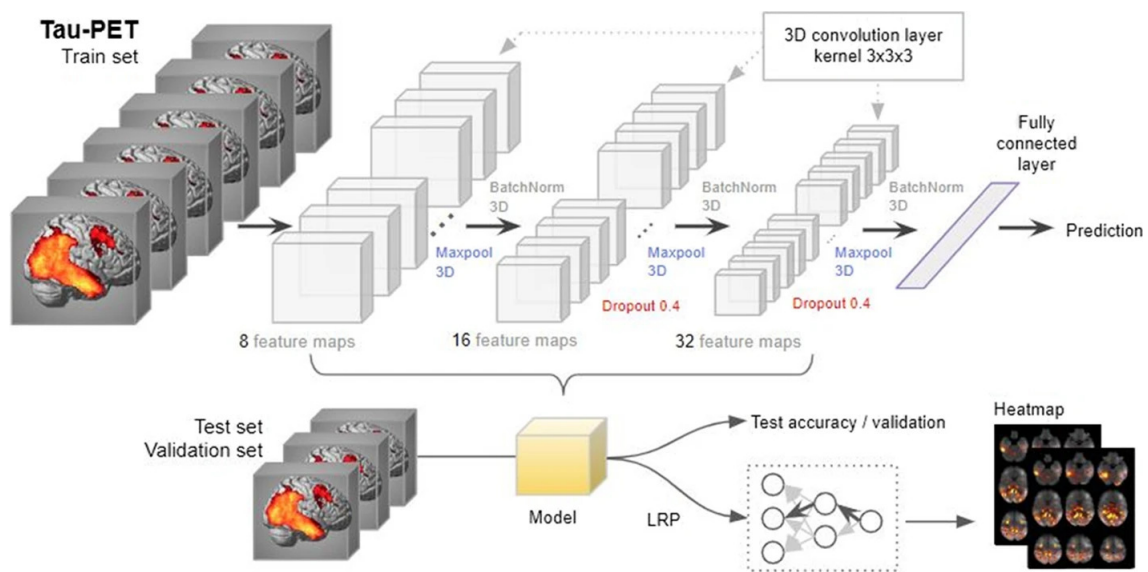 Tau-PET
Train set
3D convolution layer
kernel 3x3x3
Fully
connected
layer
BatchNorm
3D
Maxpool
3D
BatchNorm
3D
Maxpool
3D
Dropout 0.4
BatchNorm
3D
Maxpool
3D
Dropout 0.4
Prediction
8 feature maps
16 feature maps
32 feature maps
Test set
Validation set
Model
Test accuracy / validation
LRP
Heatmap